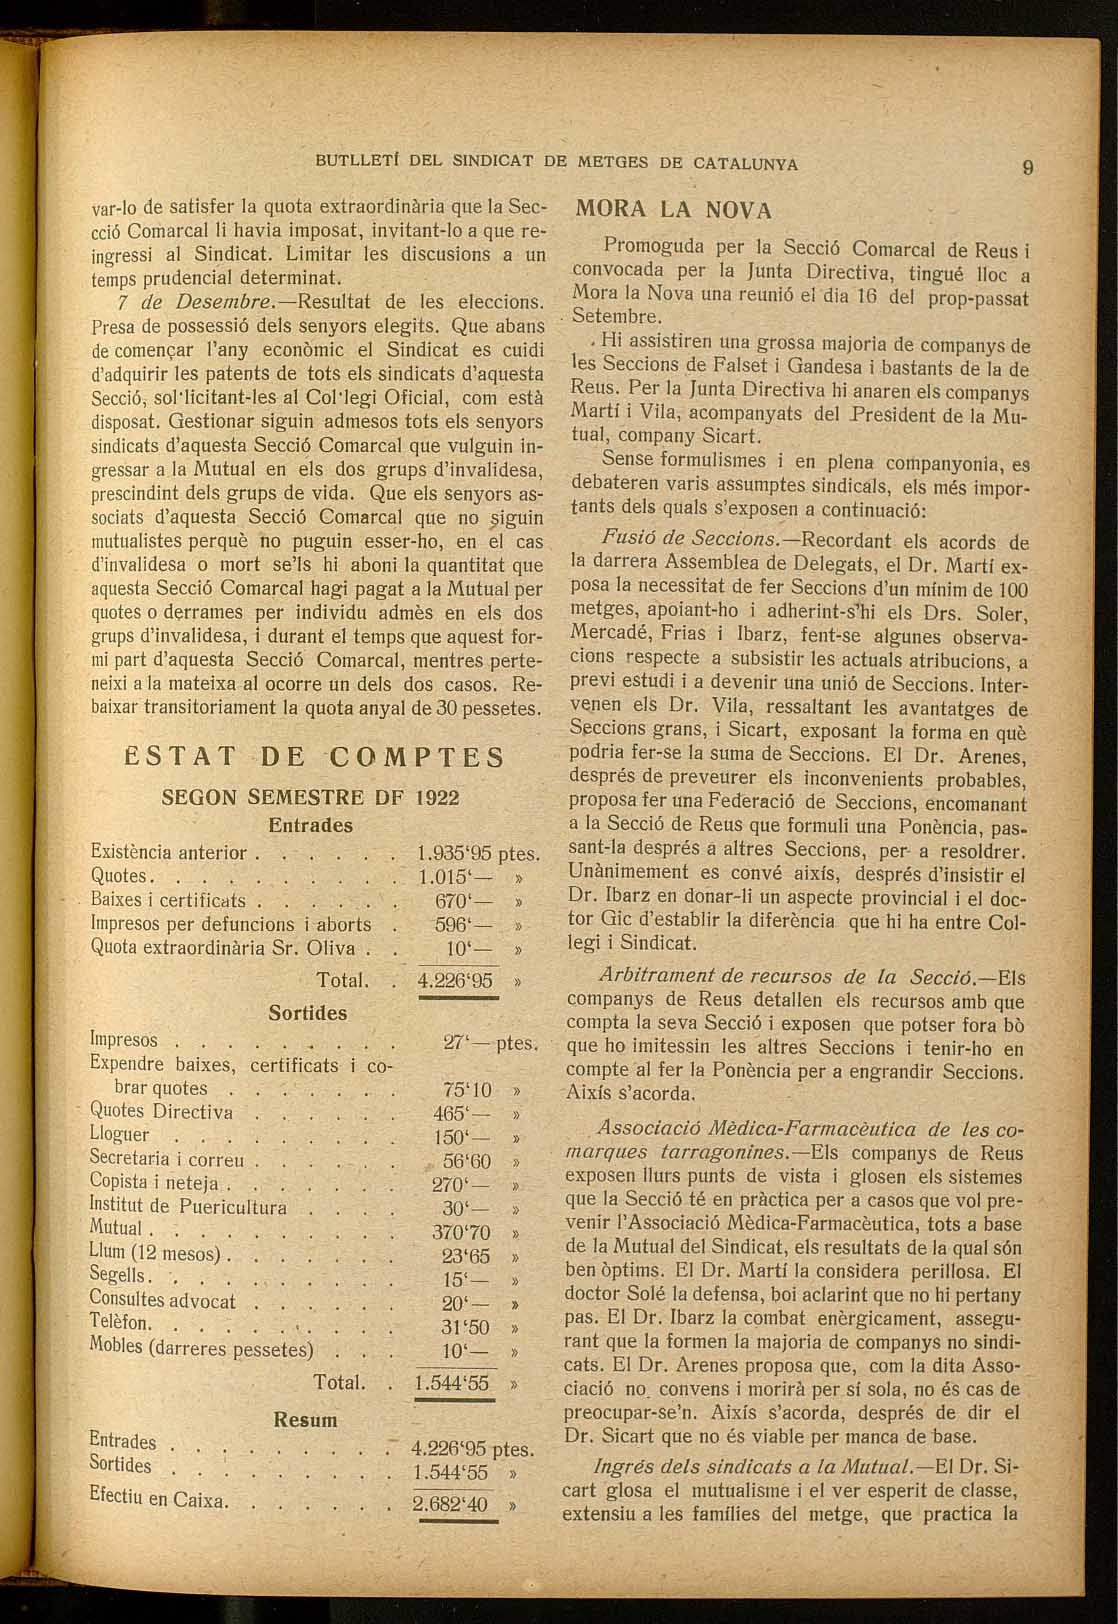 BUTLLETÍ DEL SINDICAT DE METGES DE CATALUNYA
9
var-lo de satisfer la quota extraordinària que la Sec-
cció Comarcal li havia imposat, invitant-lo a que re-
ingressi al Sindicat. Limitar les discusions a un
temps prudencial determinat.
7 de Desembre.—Resultat de les eleccions.
Presa de possessió dels senyors elegits. Que abans
de començar l'any econòmic el Sindicat es cuidi
d'adquirir les patents de tots els sindicats d'aquesta
Secció, sol·licitant-les al Col·legi Oficial, com està
disposat. Gestionar siguin admesos tots els senyors
sindicats d'aquesta Secció Comarcal que vulguin in-
gressar a la Mutual en els dos grups d'invalidesa,
prescindint dels grups de vida. Que els senyors as-
sociats d'aquesta Secció Comarcal que no siguin
mutualistes perquè no puguin esser-ho, en el cas
d'invalidesa o mort se'ls hi aboni la quantitat que
aquesta Secció Comarcal hagi pagat a la Mutual per
quotes o derrames per individu admès en els dos
grups d'invalidesa, i durant el temps que aquest for-
mi part d'aquesta Secció Comarcal, mentres perte-
neixi a la mateixa al ocorre un dels dos casos. Re-
baixar transitoriament la quota anyal de 30 pessetes.
ESTAT DE COMPTES
SEGON SEMESTRE DF 1922
Entrades
Existència anterior . . . . . . 1.935‘95 ptes.
Quotes. . . . . . . . . . 1.015‘— »
Baixes i certificats . . . . . . 670‘— »
Impresos per defuncions i aborts . 596‘— »
Quota extraordinària Sr. Oliva . . 10‘— »
Total. . 4.226‘95 »
Sortides
Impresos . . . . . . . . . 27‘— ptes.
Expendre baixes, certificats i co-
brar quotes . . . . . . . 75‘10 »
Quotes Directiva . . . . . . 465‘— »
Lloguer . . . . . . . . . 150‘— »
Secretaria i correu . . . . . . 56‘60 »
Copista i neteja . . . . . . . 270‘— »
Institut de Puericultura . . . . 30‘— »
Mutual . . . . . . . . . . 370‘70 »
Llum (12 mesos) . . . . . . . 23‘65 »
Segells. . . . . . . . . . 15‘— »
Consultes advocat . . . . . . 20‘— »
Telèfon. . . . . . . . . . 31‘50 »
Mobles (darreres pessetes) . . . 10‘— »
Total. . 1.544‘55 »
Resum
Entrades . . . . . . . . . 4.226‘95 ptes.
Sortides . . . . . . . . . 1.544‘55 »
Efectiu en Caixa. . . . . . . 2.682‘40 »
MORA LA NOVA
Promoguda per la Secció Comarcal de Reus i
convocada per la Junta Directiva, tingué lloc a
Mora la Nova una reunió el dia 16 del prop-passat
Setembre.
Hi assistiren una grossa majoria de companys de
les Seccions de Falset i Gandesa i bastants de la de
Reus. Per la Junta Directiva hi anaren els companys
Martí i Vila, acompanyats del President de la Mu-
tual, company Sicart.
Sense formulismes i en plena companyonia, es
debateren varis assumptes sindicals, els més impor-
tants dels quals s'exposen a continuació:
Fusió de Seccions.—Recordant els acords de
la darrera Assemblea de Delegats, el Dr. Martí ex-
posa la necessitat de fer Seccions d'un mínim de 100
metges, apoiant-ho i adherint-s'hi els Drs. Soler,
Mercadé, Frias i Ibarz, fent-se algunes observa-
cions respecte a subsistir les actuals atribucions, a
previ estudi i a devenir una unió de Seccions. Inter-
venen els Dr. Vila, ressaltant les avantatges de
Seccions grans, i Sicart, exposant la forma en què
podria fer-se la suma de Seccions. El Dr. Arenes,
després de preveurer els inconvenients probables,
proposa fer una Federació de Seccions, encomanant
a la Secció de Reus que formuli una Ponència, pas-
sant-la després a altres Seccions, per a resoldrer.
Unànimement es convé aixís, després d'insistir el
Dr. Ibarz en donar-li un aspecte provincial i el doc-
tor Gic d'establir la diferència que hi ha entre Col-
legi i Sindicat.
Arbitrament de recursos de la Secció.—Els
companys de Reus detallen els recursos amb que
compta la seva Secció i exposen que potser fora bò
que ho imitessin les altres Seccions i tenir-ho en
compte al fer la Ponència per a engrandir Seccions.
Aixís s'acorda.
Associació Mèdica-Farmacèutica de les co-
marques tarragonines.—Els companys de Reus
exposen llurs punts de vista i glosen els sistemes
que la Secció té en pràctica per a casos que vol pre-
venir l'Associació Mèdica-Farmacèutica, tots a base
de la Mutual del Sindicat, els resultats de la qual són
ben òptims. El Dr. Martí la considera perillosa. El
doctor Solé la defensa, boi aclarint que no hi pertany
pas. El Dr. Ibarz la combat enèrgicament, assegu-
rant que la formen la majoria de companys no sindi-
cats. El Dr. Arenes proposa que, com la dita Asso-
ciació no convens i morirà per sí sola, no és cas de
preocupar-se'n. Aixís s'acorda, després de dir el
Dr. Sicart que no és viable per manca de base.
Ingrés dels sindicats a la Mutual.—El Dr. Si-
cart glosa el mutualisme i el ver esperit de classe,
extensiu a les famílies del metge, que practica la